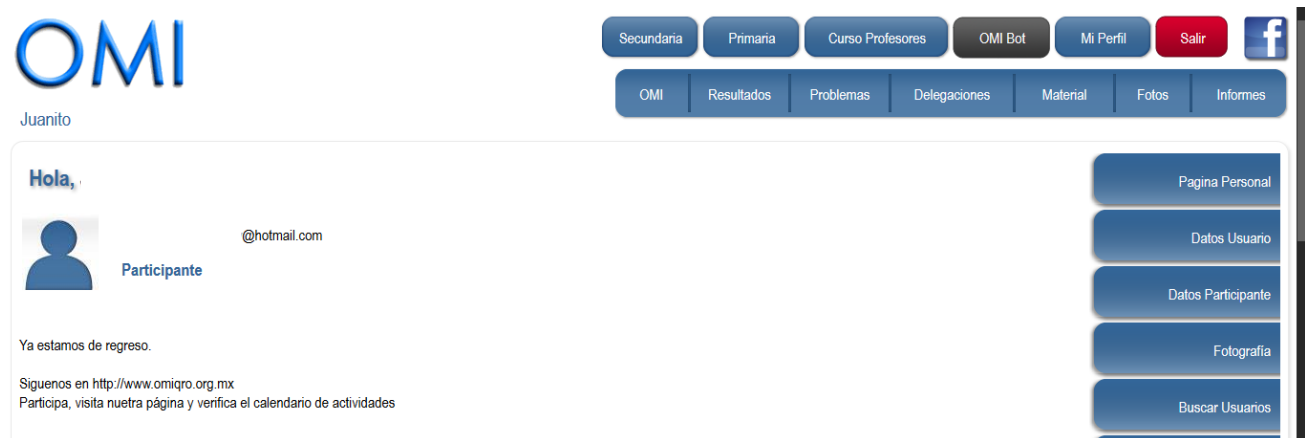 OMI
Secundaria Primaria Curso Profesores OMI Bot Mi Perfil Salir f
OMI Resultados Problemas Delegaciones Material Fotos Informes
Juanito
Hola,
Pagina Personal
@hotmail.com
Datos Usuario
Participante
Datos Participante
Ya estamos de regreso.
Fotografía
Siguenos en http://www.omiqro.org.mx
Participa, visita nuetra página y verifica el calendario de actividades
Buscar Usuarios